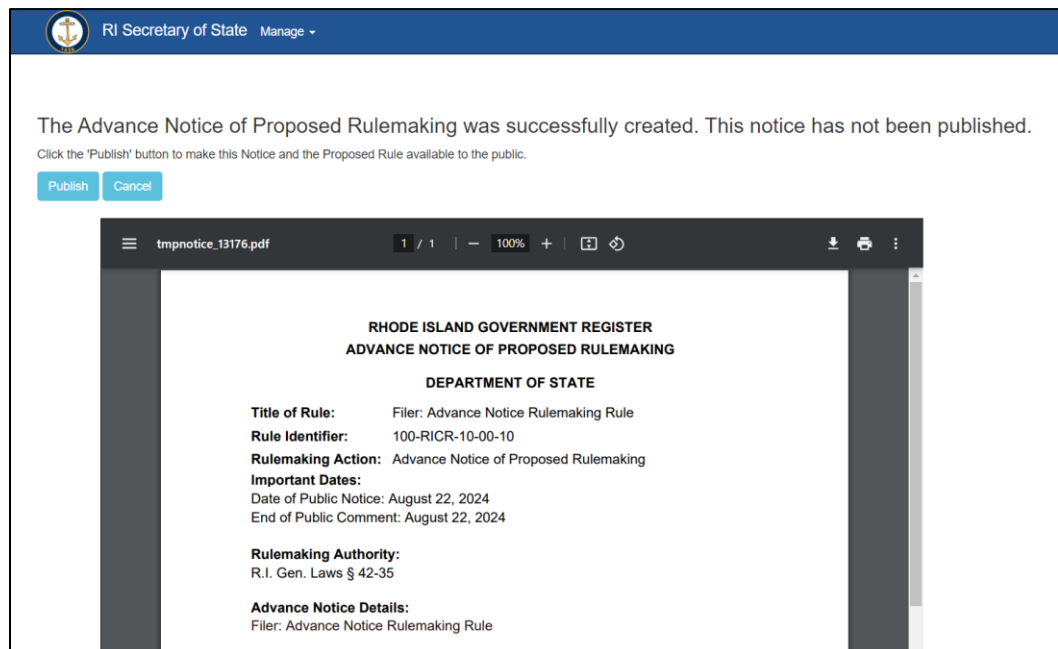 RI Secretary of State Manage
The Advance Notice of Proposed Rulemaking was successfully created. This notice has not been published.
Click the 'Publish' button to make this Notice and the Proposed Rule available to the public.
Publish Cancel
tmpnotice_13176.pdf 1 / 1 100%
RHODE ISLAND GOVERNMENT REGISTER
ADVANCE NOTICE OF PROPOSED RULEMAKING
DEPARTMENT OF STATE
Title of Rule: Filer: Advance Notice Rulemaking Rule
Rule Identifier: 100-RICR-10-00-10
Rulemaking Action: Advance Notice of Proposed Rulemaking
Important Dates:
Date of Public Notice: August 22, 2024
End of Public Comment: August 22, 2024
Rulemaking Authority:
R.I. Gen. Laws § 42-35
Advance Notice Details:
Filer: Advance Notice Rulemaking Rule